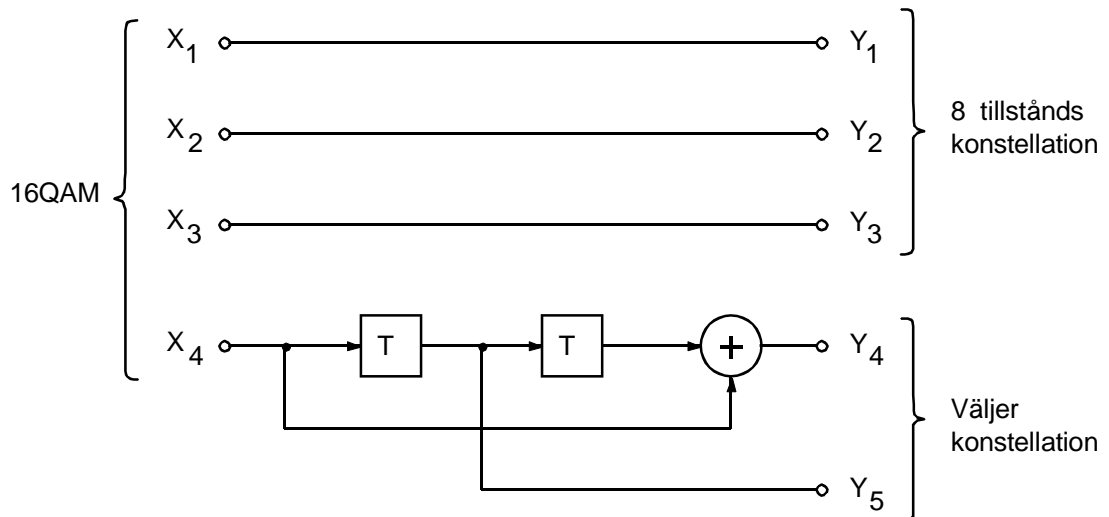 X1
Y1
8 tillstånds
konstellation
X2
Y2
16QAM
X3
Y3
X4
T
T
+
Y4
Väljer
konstellation
Y5